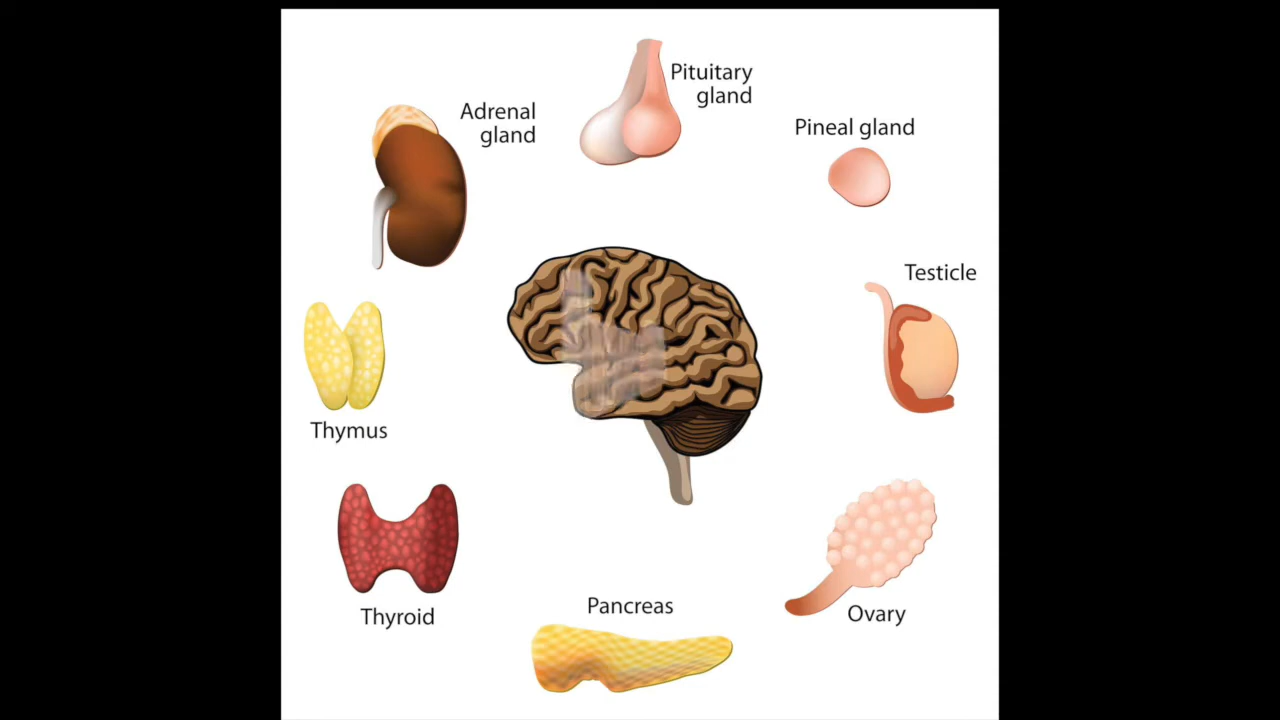 Pituitary
gland
Adrenal
gland
Pineal gland
Testicle
Thymus
Thyroid
Pancreas
Ovary